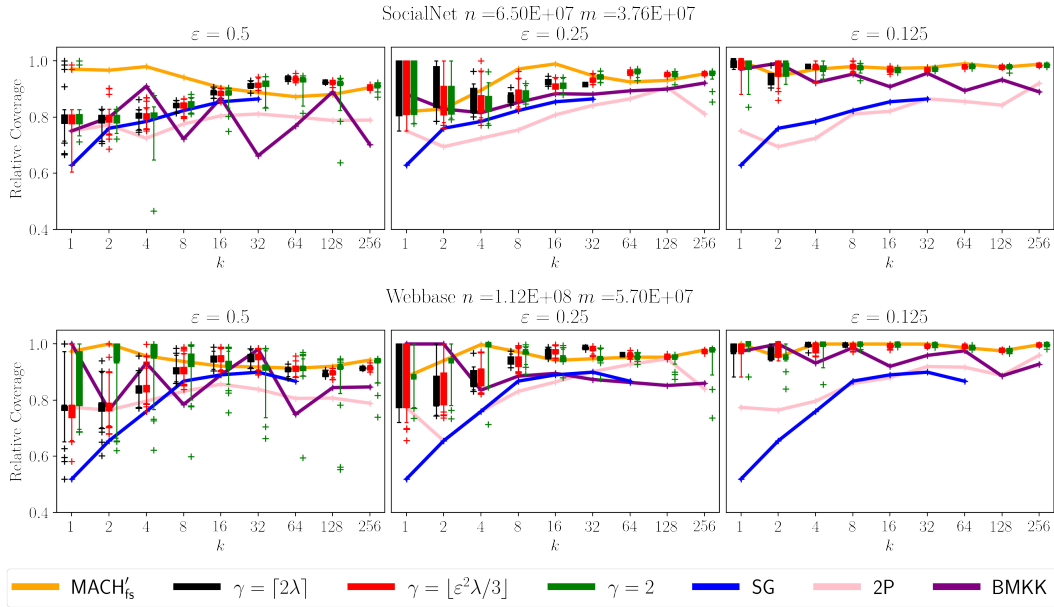 SocialNet n =6.50E+07 m =3.76E+07
ε = 0.5 ε = 0.25 ε = 0.125
Relative Coverage
1.0
0.8
0.6
0.4
1 2 4 8 16 32 64 128 256
k
1 2 4 8 16 32 64 128 256
k
1 2 4 8 16 32 64 128 256
k
Webbase n =1.12E+08 m =5.70E+07
ε = 0.5 ε = 0.25 ε = 0.125
Relative Coverage
1.0
0.8
0.6
0.4
1 2 4 8 16 32 64 128 256
k
1 2 4 8 16 32 64 128 256
k
1 2 4 8 16 32 64 128 256
k
MACH′fs γ = ⌈2λ⌉ γ = ⌊ε²λ/3⌋ γ = 2 SG 2P BMKK